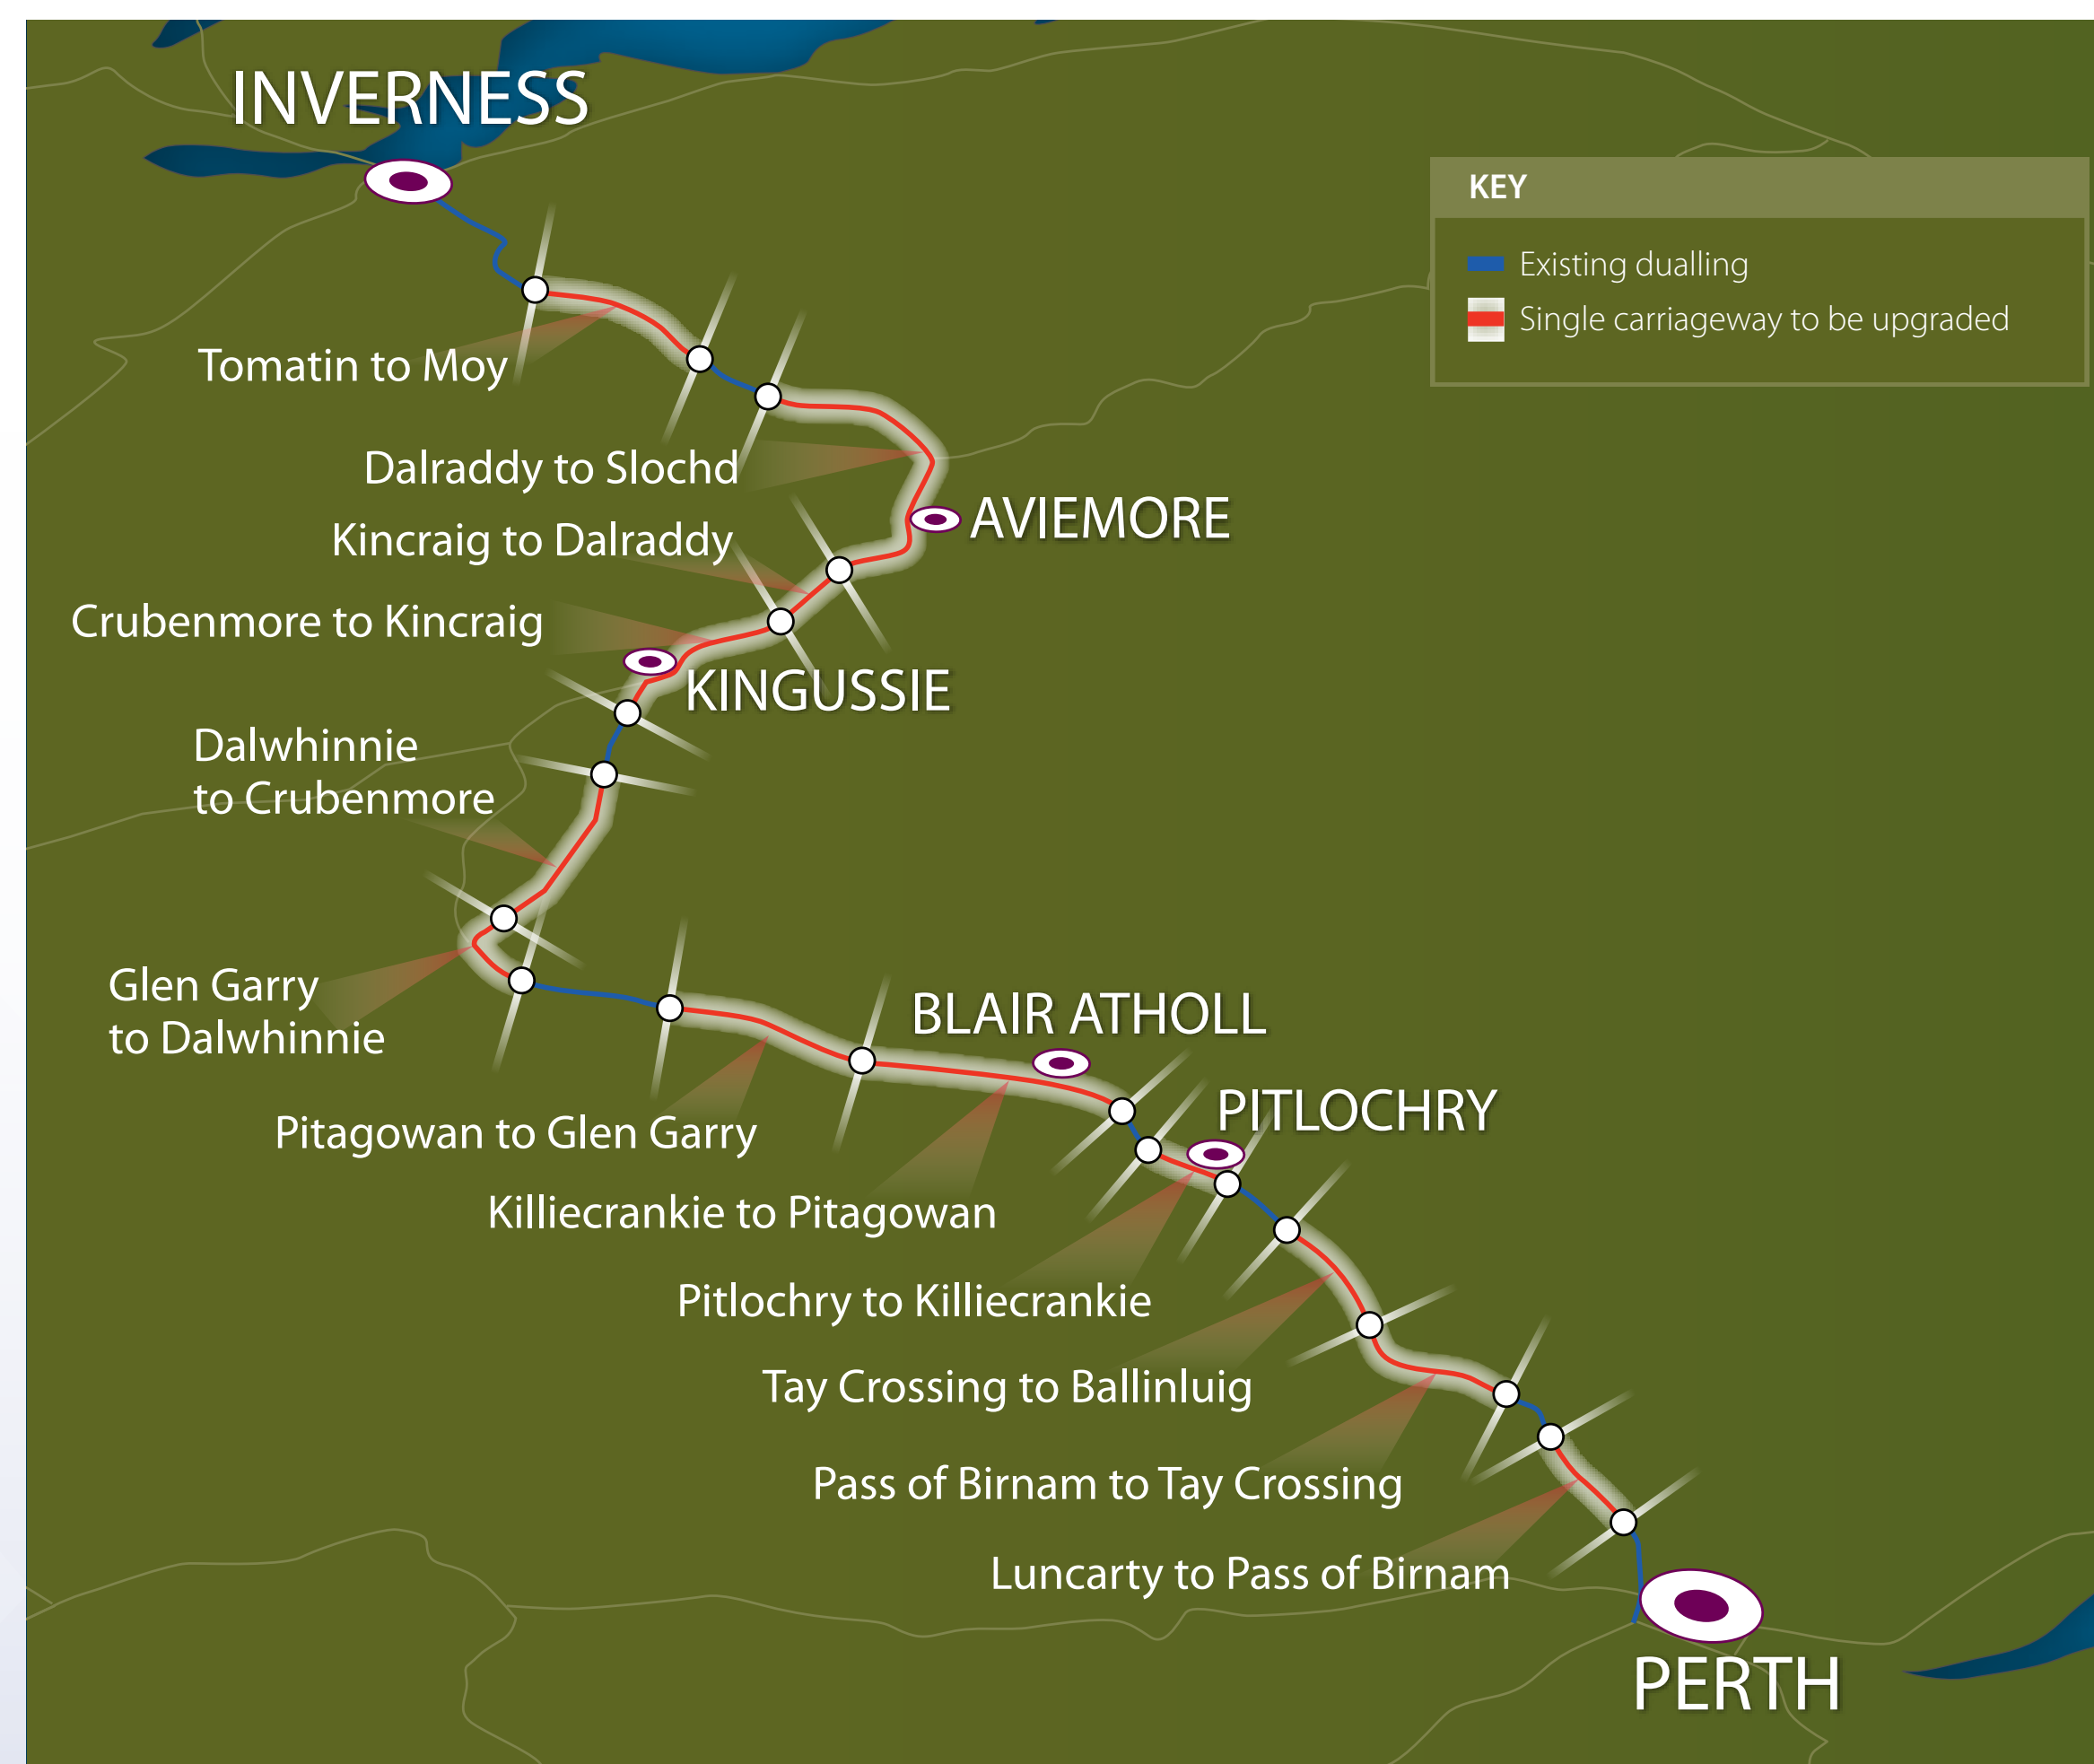 INVERNESS
KEY
Existing dualling
Single carriageway to be upgraded
Tomatin to Moy
Dalraddy to Slochd
AVIEMORE
Kincraig to Dalraddy
Crubenmore to Kincraig
KINGUSSIE
Dalwhinnie
to Crubenmore
Glen Garry
to Dalwhinnie
BLAIR ATHOLL
PITLOCHRY
Pitagowan to Glen Garry
Killiecrankie to Pitagowan
Pitlochry to Killiecrankie
Tay Crossing to Ballinluig
Pass of Birnam to Tay Crossing
Luncarty to Pass of Birnam
PERTH